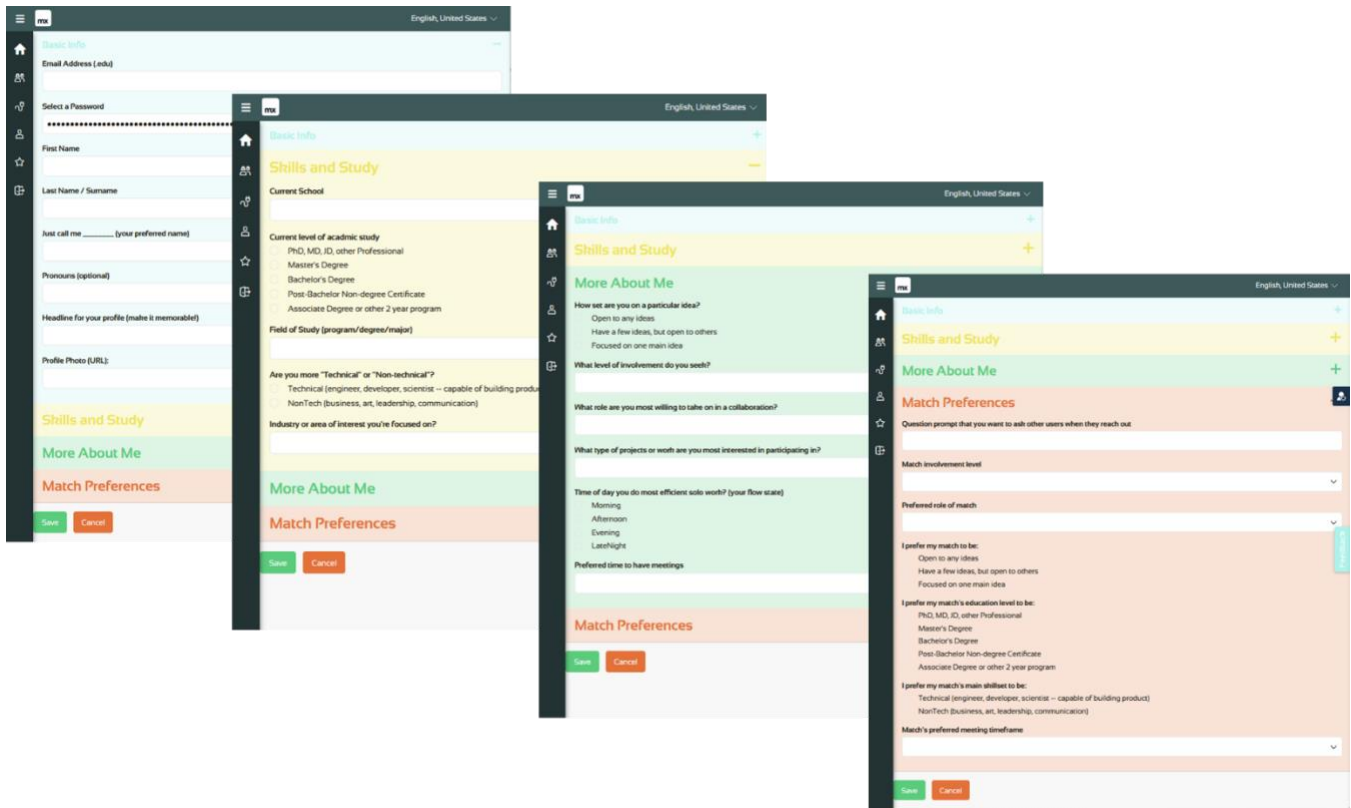 mx
English, United States
Basic Info
Email Address (.edu)
Select a Password
First Name
Last Name / Surname
Just call me ________ (your preferred name)
Pronouns (optional)
Headline for your profile (make it memorable!)
Profile Photo (URL):
Skills and Study
More About Me
Match Preferences
Save
Cancel
mx
English, United States
Basic Info
Skills and Study
Current School
Current level of acadmic study
PhD, MD, JD, other Professional
Master's Degree
Bachelor's Degree
Post-Bachelor Non-degree Certificate
Associate Degree or other 2 year program
Field of Study (program/degree/major)
Are you more "Technical" or "Non-technical"?
Technical (engineer, developer, scientist -- capable of building
NonTech (business, art, leadership, communication)
Industry or area of interest you're focused on?
More About Me
Match Preferences
Save
Cancel
mx
English, United States
Basic Info
Skills and Study
More About Me
How set are you on a particular idea?
Open to any ideas
Have a few ideas, but open to others
Focused on one main idea
What level of involvement do you seek?
What role are you most willing to take on in a collaboration?
What type of projects or work are you most interested in participating in?
Time of day you do most efficient solo work? (your flow state)
Morning
Afternoon
Evening
LateNight
Preferred time to have meetings
Match Preferences
Save
Cancel
mx
English, United States
Basic Info
Skills and Study
More About Me
Match Preferences
Question prompt that you want to ask other users when they reach out
Match involvement level
Preferred role of match
Feedback
I prefer my match to be:
Open to any ideas
Have a few ideas, but open to others
Focused on one main idea
I prefer my match's education level to be:
PhD, MD, JD, other Professional
Master's Degree
Bachelor's Degree
Post-Bachelor Non-degree Certificate
Associate Degree or other 2 year program
I prefer my match's main skillset to be:
Technical (engineer, developer, scientist -- capable of building product)
NonTech (business, art, leadership, communication)
Match's preferred meeting timeframe
Save
Cancel